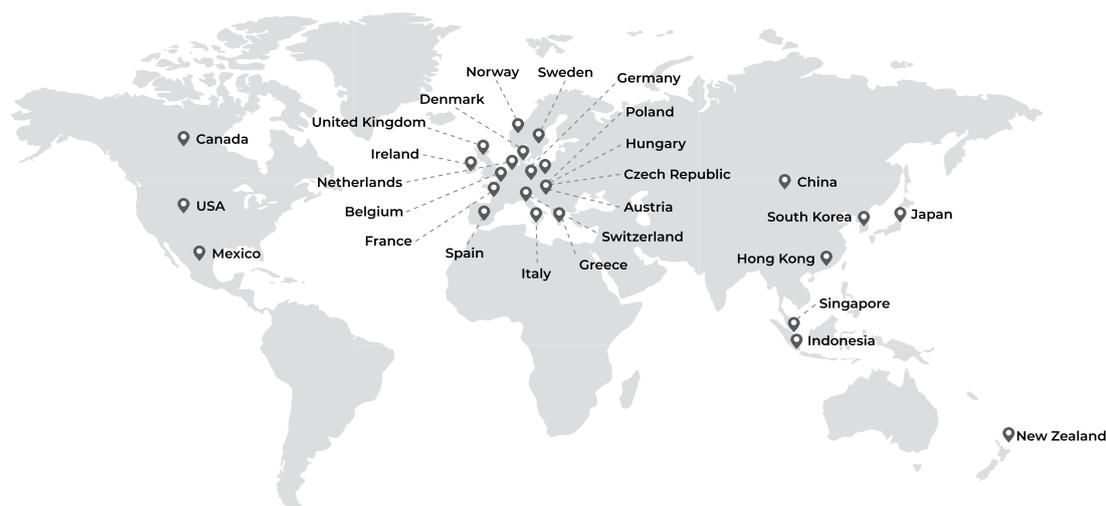 Norway
Sweden
Germany
Denmark
Poland
United Kingdom
Canada
Hungary
Ireland
Czech Republic
Netherlands
China
USA
Belgium
Austria
South Korea
Japan
France
Switzerland
Mexico
Spain
Hong Kong
Greece
Italy
Singapore
Indonesia
New Zealand